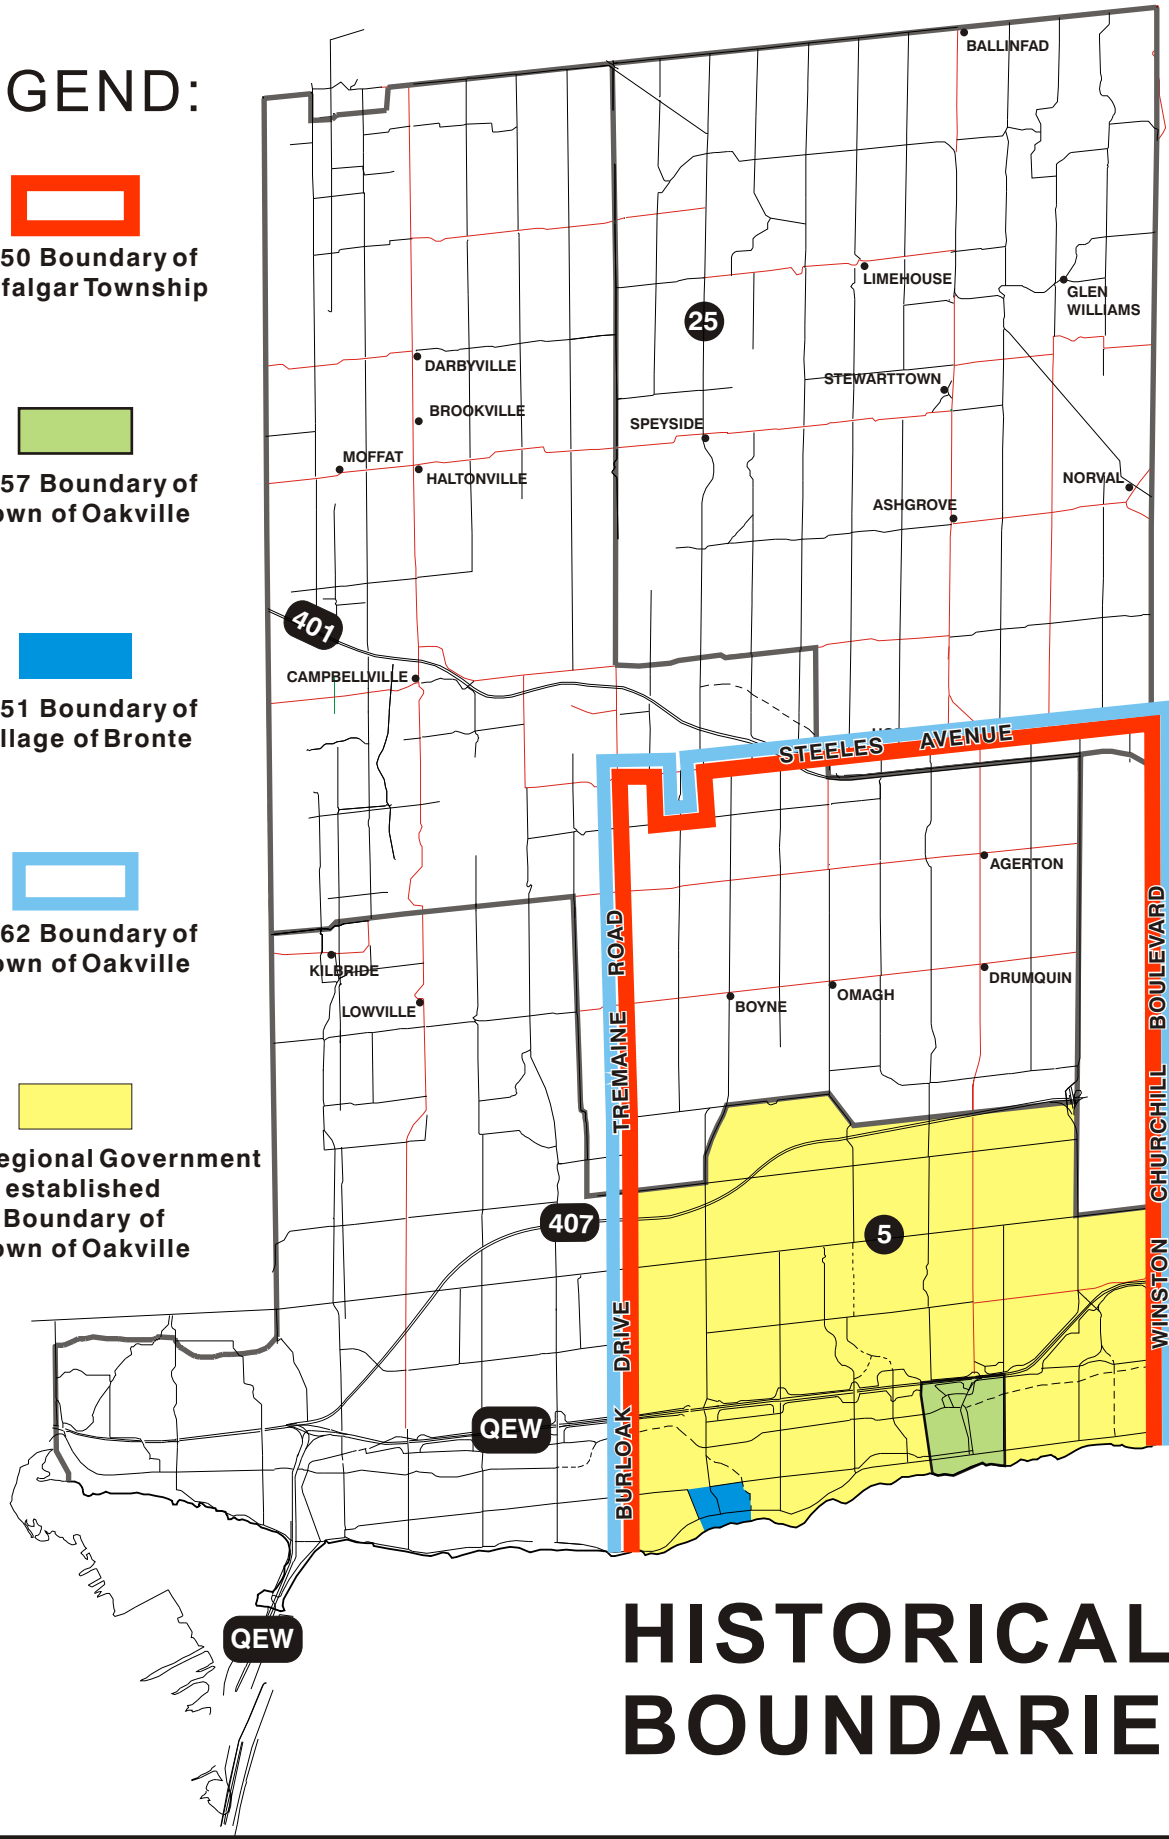 GEND:
50 Boundary of
falgar Township
57 Boundary of
own of Oakville
51 Boundary of
llage of Bronte
62 Boundary of
own of Oakville
egional Government
established
Boundary of
own of Oakville
BALLINFAD
LIMEHOUSE
GLEN
WILLIAMS
25
DARBYVILLE
STEWARTTOWN
BROOKVILLE
SPEYSIDE
MOFFAT
HALTONVILLE
NORVAL
ASHGROVE
401
CAMPBELLVILLE
STEELES AVENUE
AGERTON
KILBRIDE
LOWVILLE
BOYNE
OMAGH
DRUMQUIN
TREMAINE ROAD
BURLOAK DRIVE
WINSTON CHURCHILL BOULEVARD
407
5
QEW
QEW
HISTORICAL
BOUNDARIE